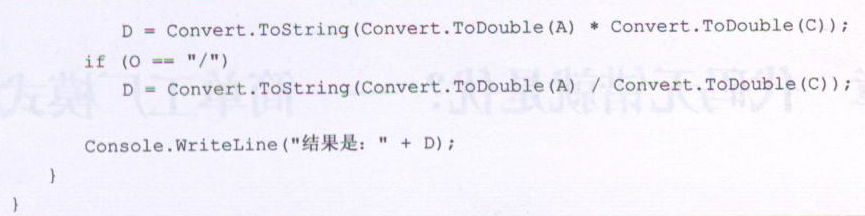 D = Convert.ToString(Convert.ToDouble(A) * Convert.ToDouble(C));
if (O == "/")
D = Convert.ToString(Convert.ToDouble(A) / Convert.ToDouble(C));
Console.WriteLine("结果是：" + D);
}
}